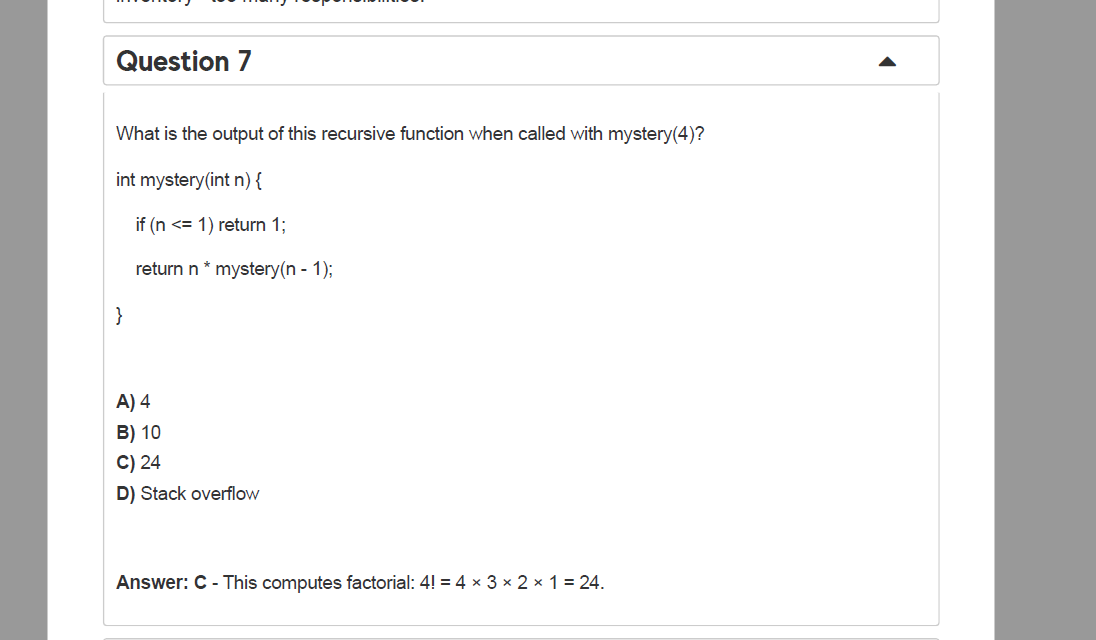 Question 7
What is the output of this recursive function when called with mystery(4)?
int mystery(int n) {
if (n <= 1) return 1;
return n * mystery(n - 1);
}
A) 4
B) 10
C) 24
D) Stack overflow
Answer: C - This computes factorial: 4! = 4 × 3 × 2 × 1 = 24.